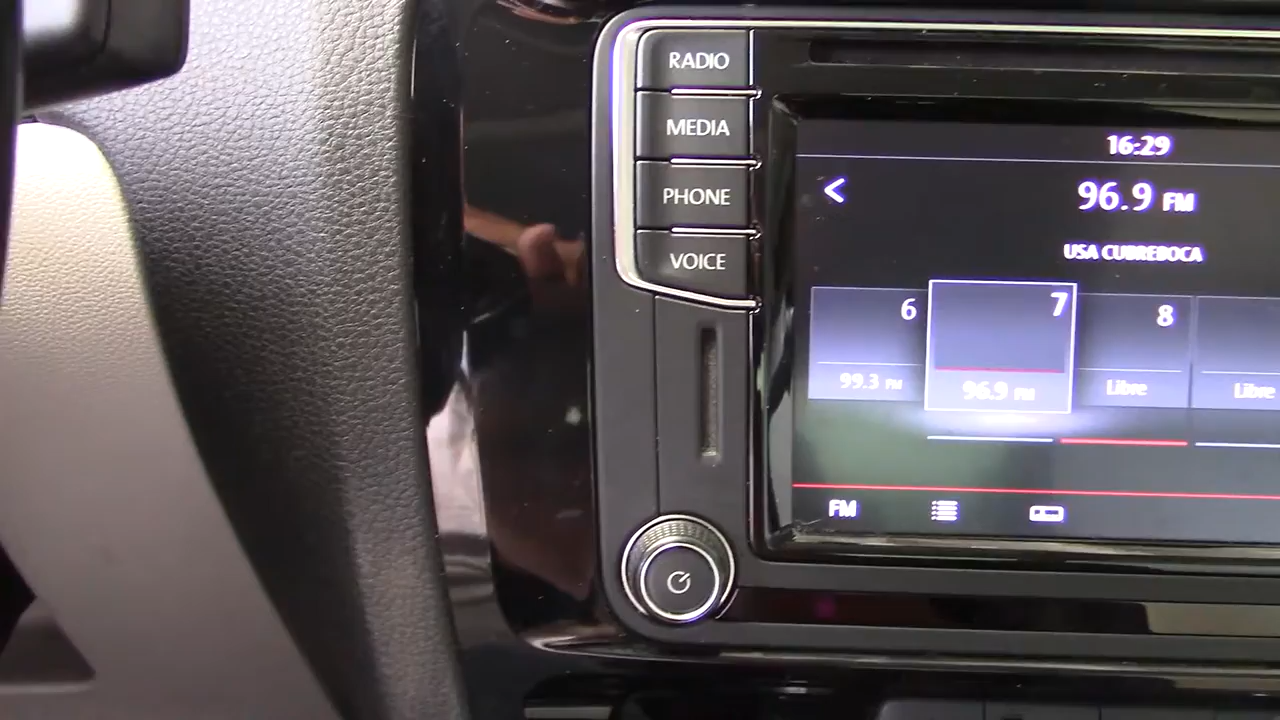 RADIO
MEDIA
PHONE
VOICE
16:29
96.9 FM
USA CUBREBOCA
6
7
8
99.3 FM
96.9 FM
Libre
Libre
FM